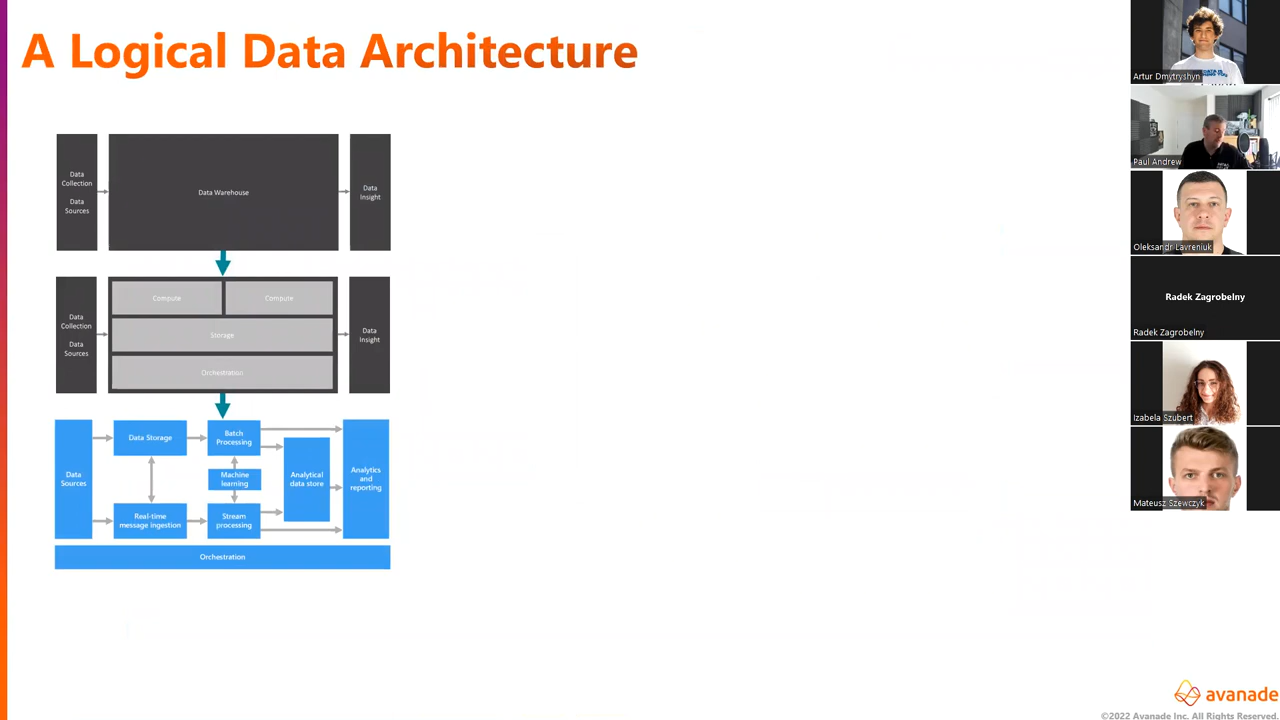 A Logical Data Architecture
Data
Collection
Data
Sources
Data Warehouse
Data
Insight
Data
Collection
Data
Sources
Compute
Compute
Storage
Orchestration
Data
Insight
Data
Sources
Data Storage
Real-time
message ingestion
Batch
Processing
Machine
learning
Stream
processing
Analytical
data store
Analytics
and
reporting
Orchestration
Artur Dmytryshyn
Paul Andrew
Oleksandr Lavreniuk
Radek Zagrobelny
Radek Zagrobelny
Izabela Szubert
Mateusz Szewczyk
avanade
©2022 Avanade Inc. All Rights Reserved.